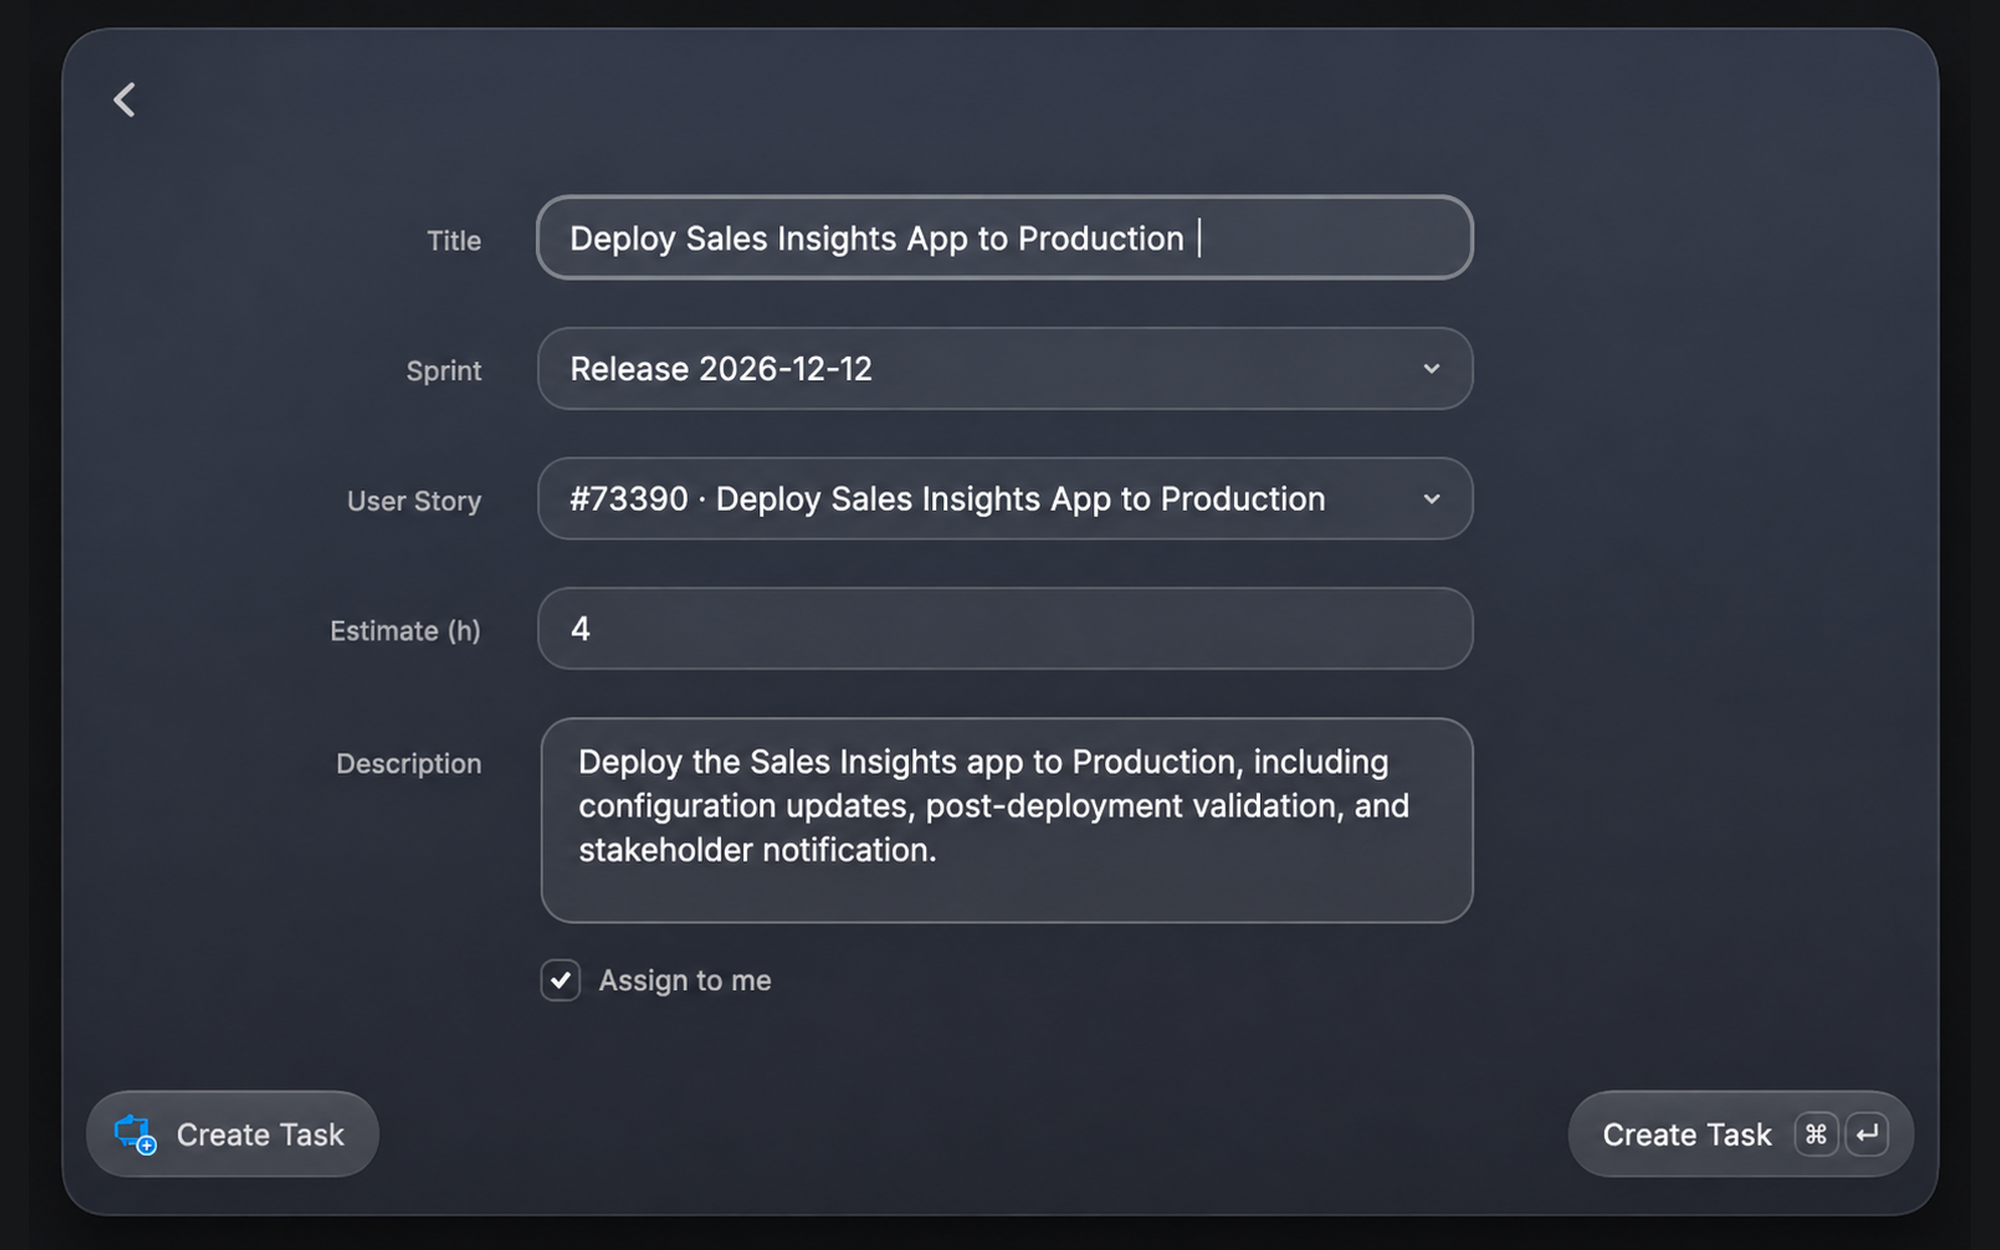 Title
Deploy Sales Insights App to Production
Sprint
Release 2026-12-12
User Story
#73390 · Deploy Sales Insights App to Production
Estimate (h)
4
Description
Deploy the Sales Insights app to Production, including
configuration updates, post-deployment validation, and
stakeholder notification.
Assign to me
Create Task
Create Task ⌘ ↵